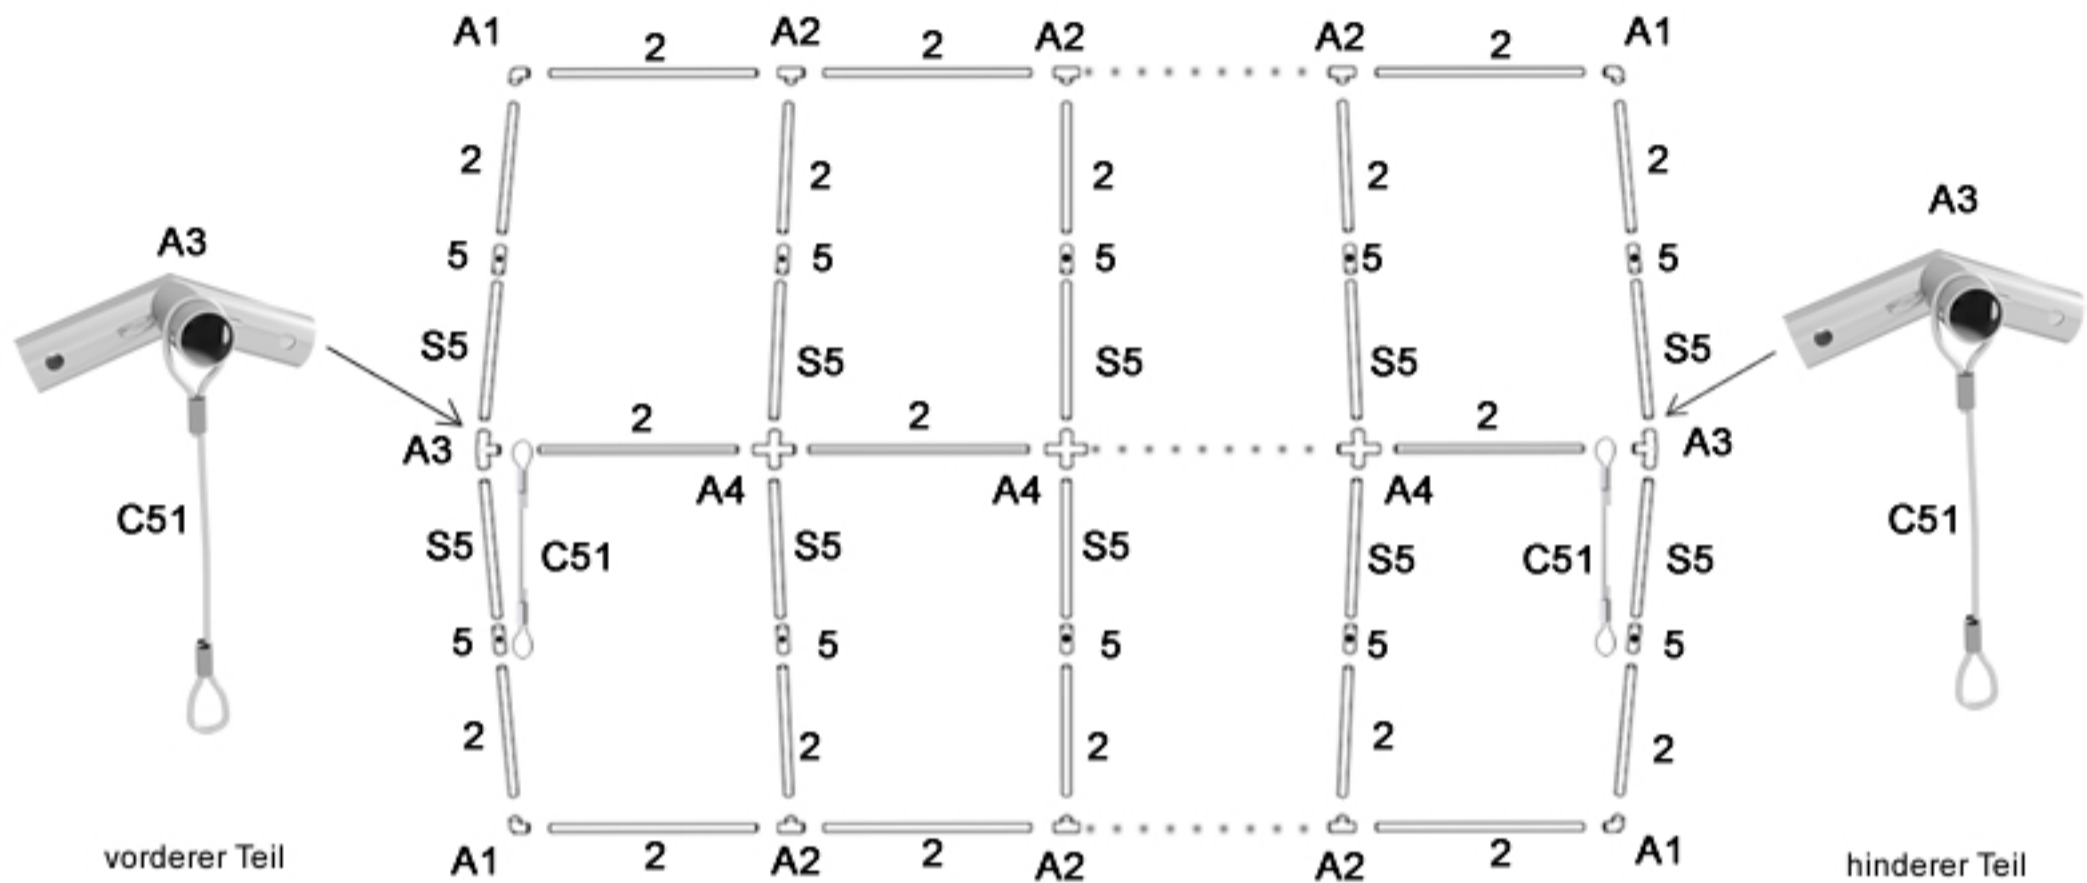 A1 2 A2 2 A2 A2 2 A1
2 2 2 2 2
A3 A3
5 5 5 5 5
S5 S5 S5 S5 S5
2 2 2
A3 A4 A4 A4 A3
C51 C51
S5 C51 S5 S5 S5 C51 S5
5 5 5 5 5
2 2 2 2 2
vorderer Teil A1 2 A2 2 A2 A2 2 A1 hinderer Teil